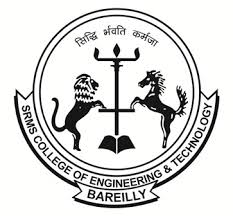 सिद्धि र्भवति कर्मजा
SRMS COLLEGE OF ENGINEERING & TECHNOLOGY
BAREILLY